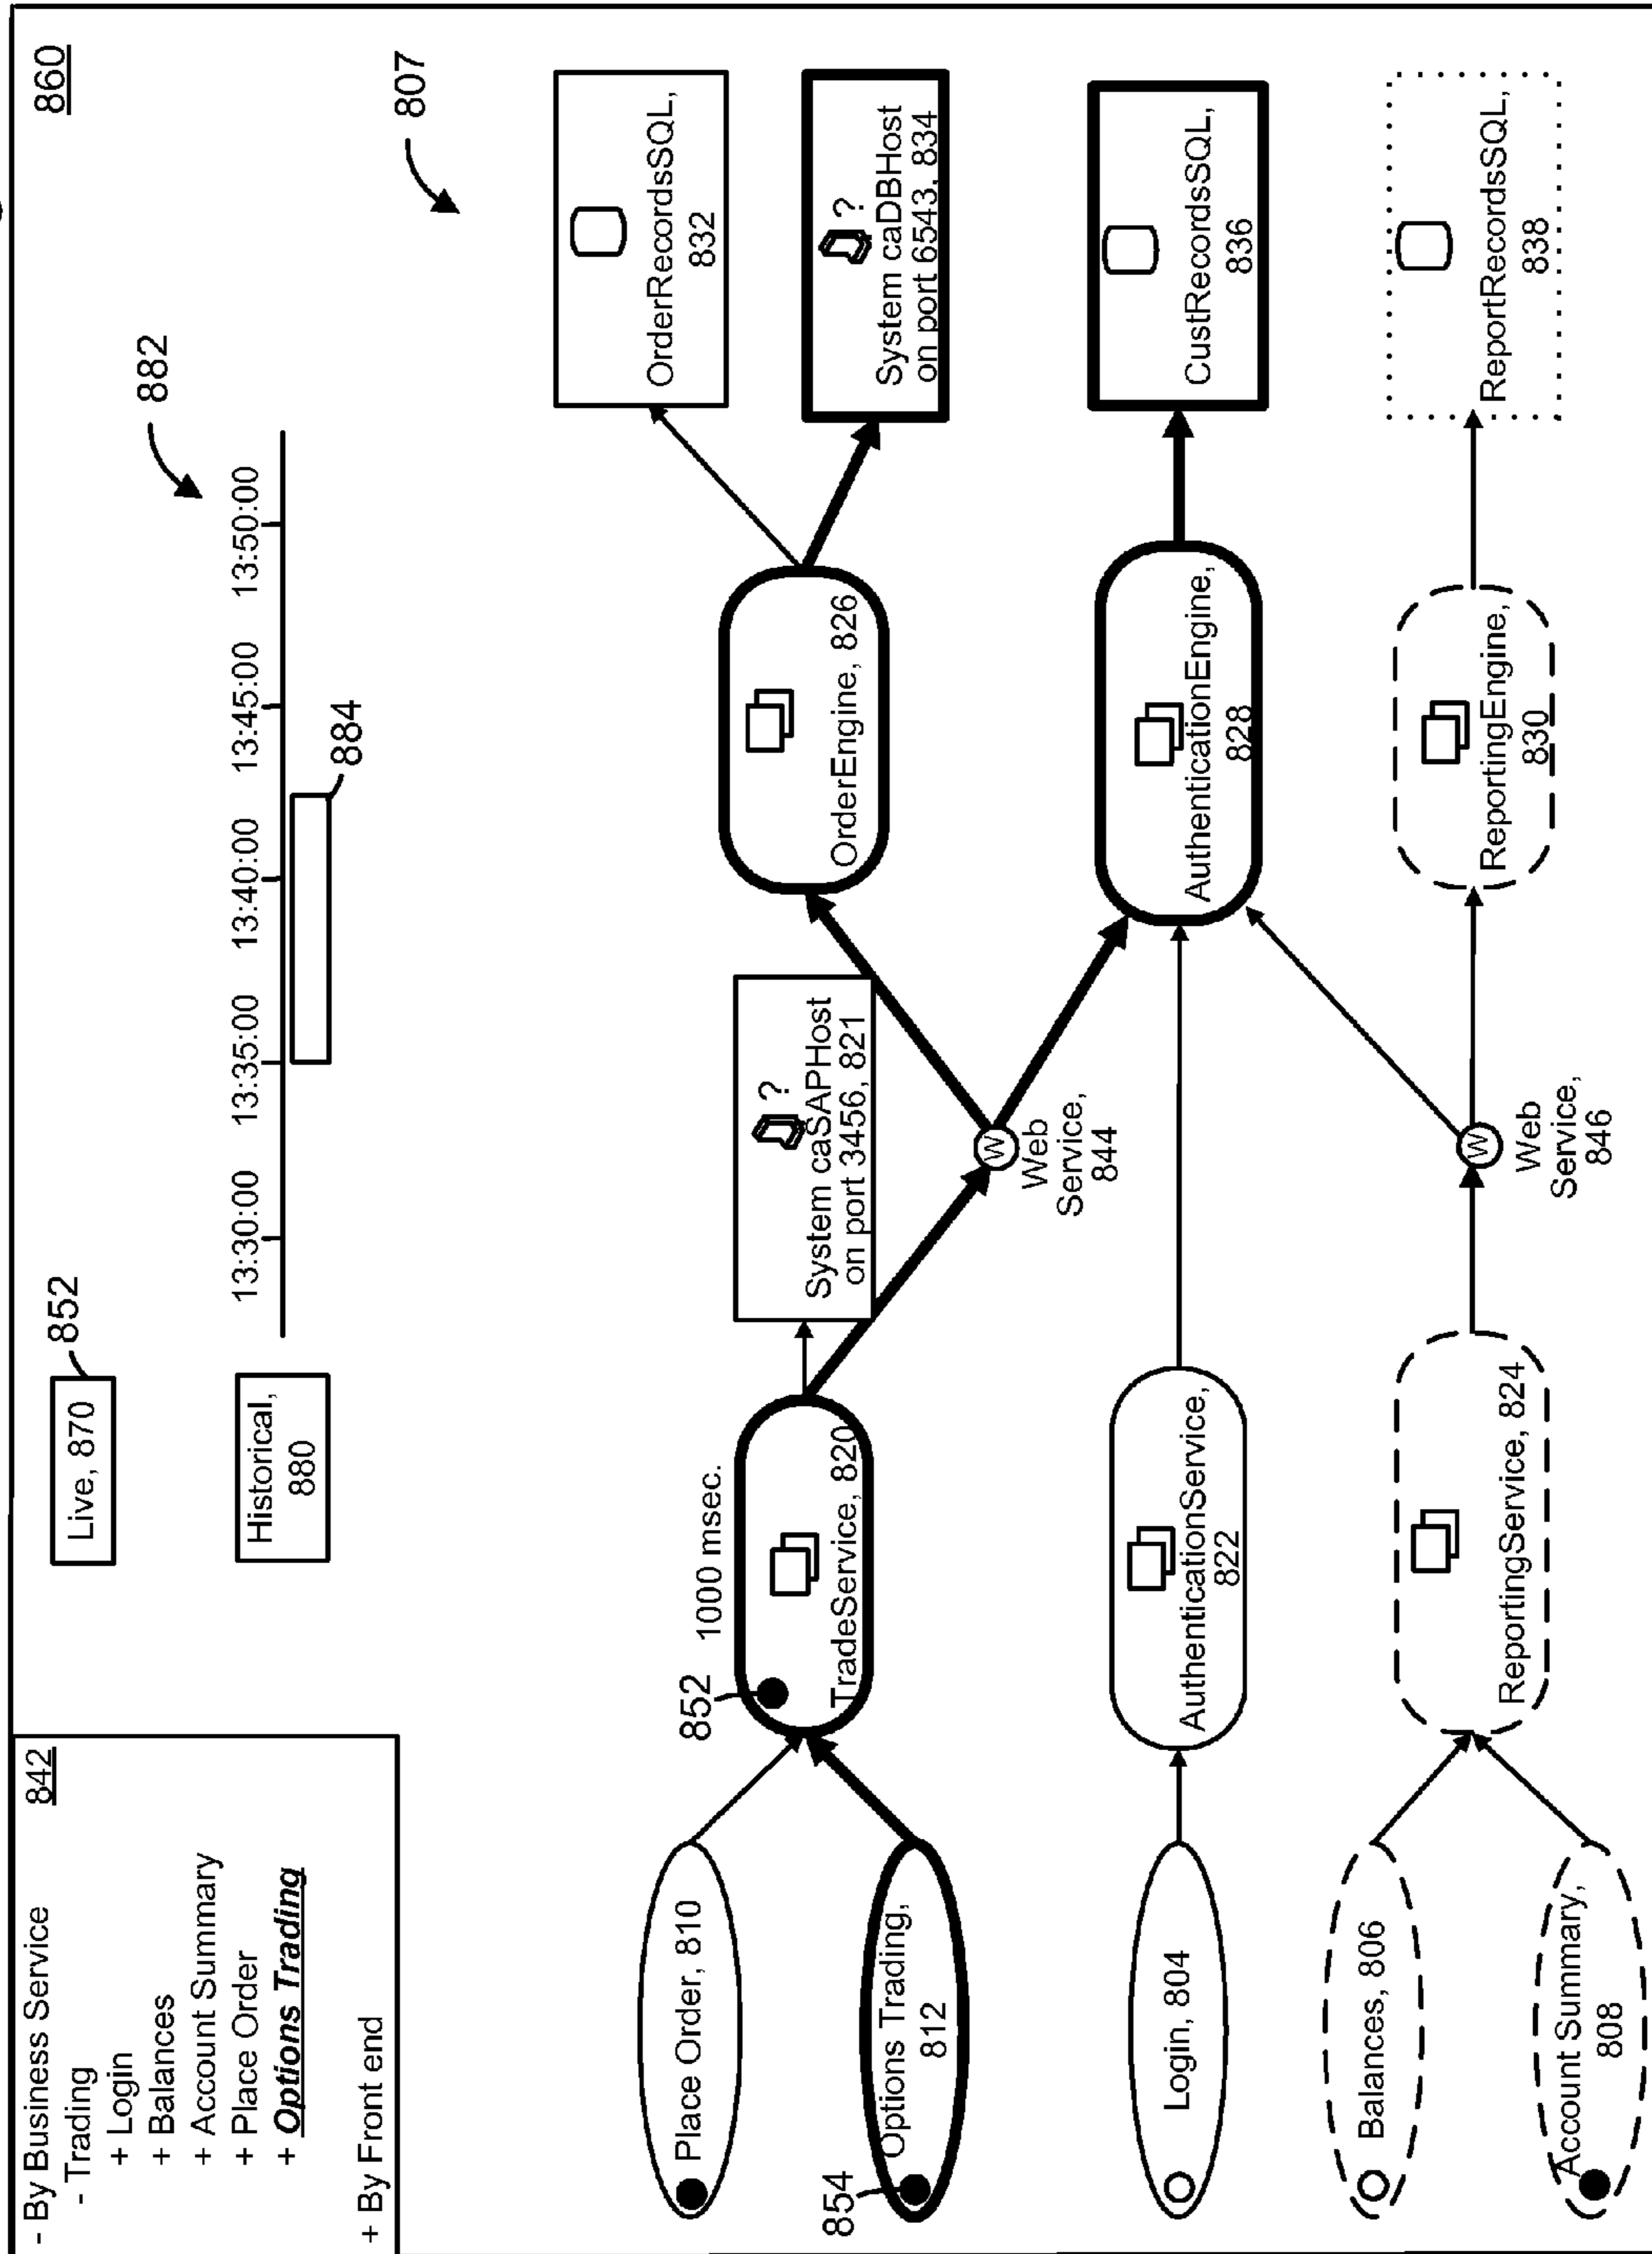 - By Business Service
842
- Trading
+ Login
+ Balances
+ Account Summary
+ Place Order
+ Options Trading
+ By Front end
860
Live, 870
852
Historical,
880
13:30:00 13:35:00 13:40:00 13:45:00 13:50:00
882
884
807
Place Order, 810
854
Options Trading,
812
Login, 804
Balances, 806
Account Summary,
808
852
1000 msec.
TradeService, 820
AuthenticationService,
822
ReportingService, 824
?
System caSAPHost
on port 3456, 821
W
Web
Service,
844
W
Web
Service,
846
OrderEngine, 826
AuthenticationEngine,
828
ReportingEngine,
830
OrderRecordsSQL,
832
?
System caDBHost
on port 6543, 834
CustRecordsSQL,
836
ReportRecordsSQL,
838